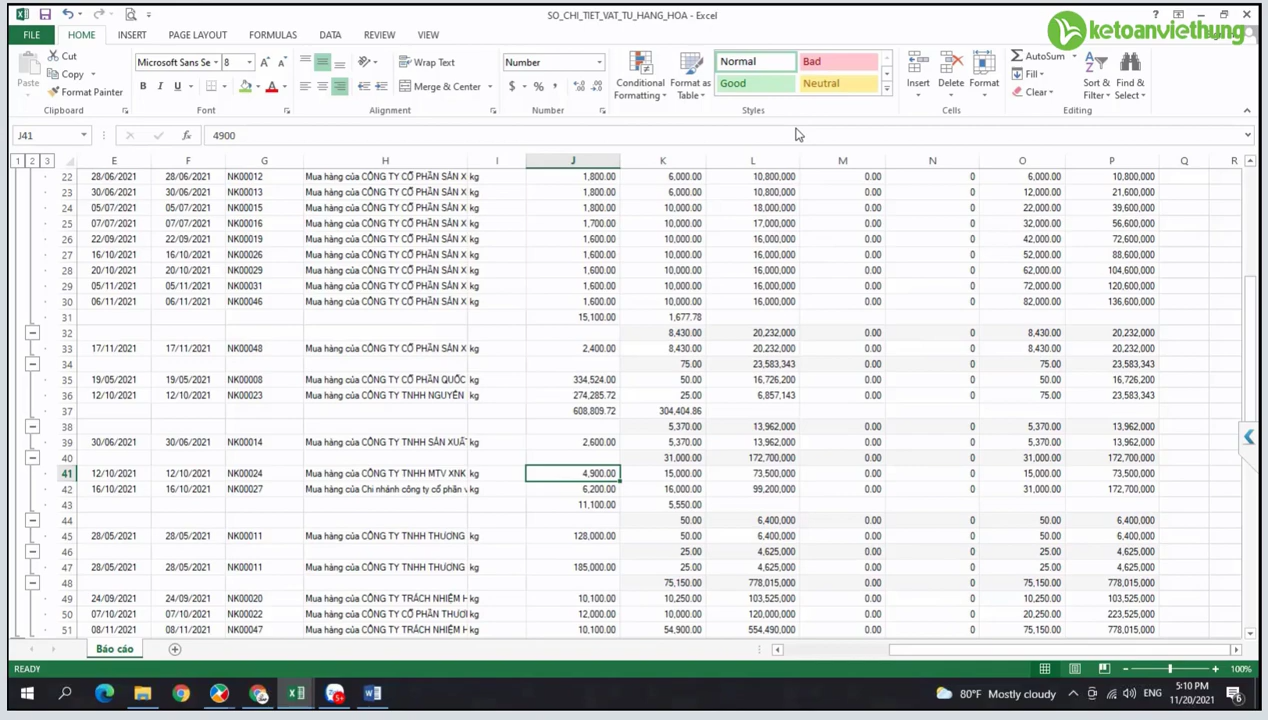 SO_CHI_TIET_VAT_TU_HANG_HOA - Excel
ketoanviethung
FILE HOME INSERT PAGE LAYOUT FORMULAS DATA REVIEW VIEW
Cut
Copy
Format Painter
Paste
Clipboard
Microsoft Sans Se 8
B I U
Font
Wrap Text
Merge & Center
Alignment
Number
$ % ,
Number
Conditional Formatting
Format as Table
Normal Bad
Good Neutral
Styles
Insert Delete Format
Cells
AutoSum
Fill
Clear
Sort & Filter
Find & Select
Editing
J41 fx 4900
1 2 3 E F G H I J K L M N O P Q R
22 28/06/2021 28/06/2021 NK00012 Mua hàng của CÔNG TY CỔ PHẦN SẢN X kg 1,800.00 6,000.00 10,800,000 0.00 0 6,000.00 10,800,000
23 30/06/2021 30/06/2021 NK00013 Mua hàng của CÔNG TY CỔ PHẦN SẢN X kg 1,800.00 6,000.00 10,800,000 0.00 0 12,000.00 21,600,000
24 05/07/2021 05/07/2021 NK00015 Mua hàng của CÔNG TY CỔ PHẦN SẢN X kg 1,800.00 10,000.00 18,000,000 0.00 0 22,000.00 39,600,000
25 07/07/2021 07/07/2021 NK00016 Mua hàng của CÔNG TY CỔ PHẦN SẢN X kg 1,700.00 10,000.00 17,000,000 0.00 0 32,000.00 56,600,000
26 22/09/2021 22/09/2021 NK00019 Mua hàng của CÔNG TY CỔ PHẦN SẢN X kg 1,600.00 10,000.00 16,000,000 0.00 0 42,000.00 72,600,000
27 16/10/2021 16/10/2021 NK00026 Mua hàng của CÔNG TY CỔ PHẦN SẢN X kg 1,600.00 10,000.00 16,000,000 0.00 0 52,000.00 88,600,000
28 20/10/2021 20/10/2021 NK00029 Mua hàng của CÔNG TY CỔ PHẦN SẢN X kg 1,600.00 10,000.00 16,000,000 0.00 0 62,000.00 104,600,000
29 05/11/2021 05/11/2021 NK00031 Mua hàng của CÔNG TY CỔ PHẦN SẢN X kg 1,600.00 10,000.00 16,000,000 0.00 0 72,000.00 120,600,000
30 06/11/2021 06/11/2021 NK00046 Mua hàng của CÔNG TY CỔ PHẦN SẢN X kg 1,600.00 10,000.00 16,000,000 0.00 0 82,000.00 136,600,000
31 15,100.00 1,677.78
32 8,430.00 20,232,000 0.00 0 8,430.00 20,232,000
33 17/11/2021 17/11/2021 NK00048 Mua hàng của CÔNG TY CỔ PHẦN SẢN X kg 2,400.00 8,430.00 20,232,000 0.00 0 8,430.00 20,232,000
34 75.00 23,583,343 0.00 0 75.00 23,583,343
35 19/05/2021 19/05/2021 NK00008 Mua hàng của CÔNG TY CỔ PHẦN QUỐC kg 334,524.00 50.00 16,726,200 0.00 0 50.00 16,726,200
36 12/10/2021 12/10/2021 NK00023 Mua hàng của CÔNG TY TNHH NGUYÊN kg 274,285.72 25.00 6,857,143 0.00 0 75.00 23,583,343
37 608,809.72 304,404.86
38 5,370.00 13,962,000 0.00 0 5,370.00 13,962,000
39 30/06/2021 30/06/2021 NK00014 Mua hàng của CÔNG TY TNHH SẢN XUẤT kg 2,600.00 5,370.00 13,962,000 0.00 0 5,370.00 13,962,000
40 31,000.00 172,700,000 0.00 0 31,000.00 172,700,000
41 12/10/2021 12/10/2021 NK00024 Mua hàng của CÔNG TY TNHH MTV XNK kg 4,900.00 15,000.00 73,500,000 0.00 0 15,000.00 73,500,000
42 16/10/2021 16/10/2021 NK00027 Mua hàng của Chi nhánh công ty cổ phần v kg 6,200.00 16,000.00 99,200,000 0.00 0 31,000.00 172,700,000
43 11,100.00 5,550.00
44 50.00 6,400,000 0.00 0 50.00 6,400,000
45 28/05/2021 28/05/2021 NK00011 Mua hàng của CÔNG TY TNHH THƯƠNG kg 128,000.00 50.00 6,400,000 0.00 0 50.00 6,400,000
46 25.00 4,625,000 0.00 0 25.00 4,625,000
47 28/05/2021 28/05/2021 NK00011 Mua hàng của CÔNG TY TNHH THƯƠNG kg 185,000.00 25.00 4,625,000 0.00 0 25.00 4,625,000
48 75,150.00 778,015,000 0.00 0 75,150.00 778,015,000
49 24/09/2021 24/09/2021 NK00020 Mua hàng của CÔNG TY TRÁCH NHIỆM H kg 10,100.00 10,250.00 103,525,000 0.00 0 10,250.00 103,525,000
50 07/10/2021 07/10/2021 NK00022 Mua hàng của CÔNG TY CỔ PHẦN THƯƠI kg 12,000.00 10,000.00 120,000,000 0.00 0 20,250.00 223,525,000
51 08/11/2021 08/11/2021 NK00047 Mua hàng của CÔNG TY TRÁCH NHIỆM H kg 10,100.00 54,900.00 554,490,000 0.00 0 75,150.00 778,015,000
Báo cáo
READY 100%
80°F Mostly cloudy ENG 5:10 PM
11/20/2021 6